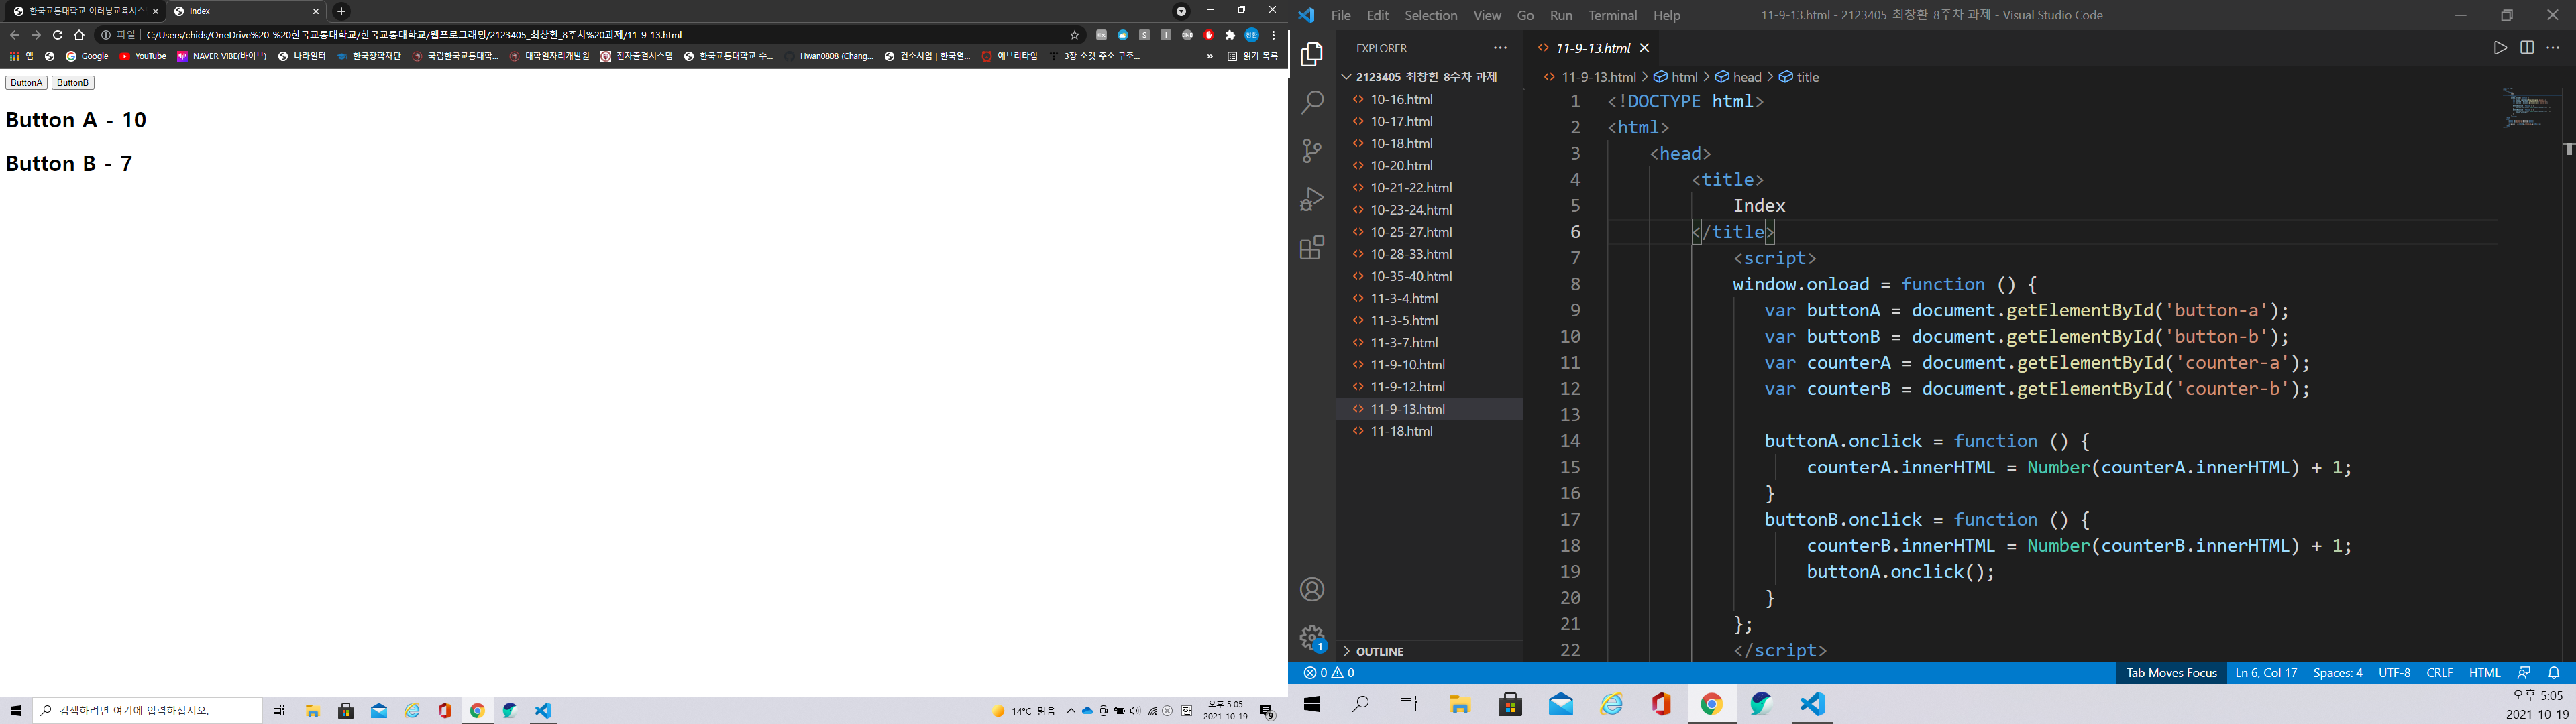 한국교통대학교 이러닝교육시스
Index
파일
C:/Users/chids/OneDrive%20-%20한국교통대학교/한국교통대학교/웹프로그래밍/2123405_최창환_8주차%20과제/11-9-13.html
앱
Google
YouTube
NAVER VIBE(바이브)
나라일터
한국장학재단
국립한국교통대학...
대학일자리개발원
전자출결시스템
한국교통대학교 수...
Hwan0808 (Chang...
컨소시엄 | 한국열...
에브리타임
3장 소켓 주소 구조...
»
읽기 목록
ButtonA ButtonB
Button A - 10
Button B - 7
검색하려면 여기에 입력하십시오.
14°C 맑음
오후 5:05
2021-10-19
File Edit Selection View Go Run Terminal Help
11-9-13.html - 2123405_최창환_8주차 과제 - Visual Studio Code
EXPLORER
2123405_최창환_8주차 과제
10-16.html
10-17.html
10-18.html
10-20.html
10-21-22.html
10-23-24.html
10-25-27.html
10-28-33.html
10-35-40.html
11-3-4.html
11-3-5.html
11-3-7.html
11-9-10.html
11-9-12.html
11-9-13.html
11-18.html
OUTLINE
11-9-13.html
11-9-13.html > html > head > title
1 <!DOCTYPE html>
2 <html>
3 <head>
4 <title>
5 Index
6 </title>
7 <script>
8 window.onload = function () {
9 var buttonA = document.getElementById('button-a');
10 var buttonB = document.getElementById('button-b');
11 var counterA = document.getElementById('counter-a');
12 var counterB = document.getElementById('counter-b');
13
14 buttonA.onclick = function () {
15 counterA.innerHTML = Number(counterA.innerHTML) + 1;
16 }
17 buttonB.onclick = function () {
18 counterB.innerHTML = Number(counterB.innerHTML) + 1;
19 buttonA.onclick();
20 }
21 };
22 </script>
0 0
Tab Moves Focus Ln 6, Col 17 Spaces: 4 UTF-8 CRLF HTML
오후 5:05
2021-10-19